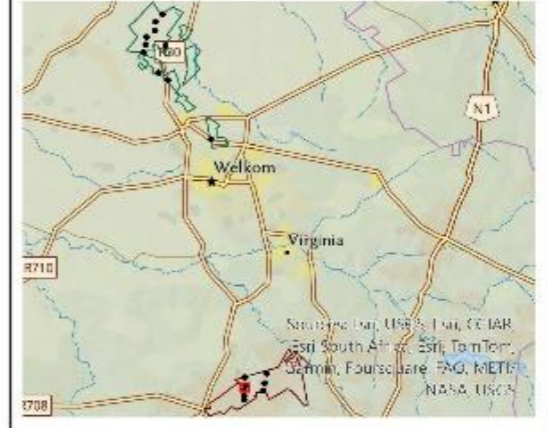 R30
N1
Welkom
Virginia
R710
Sources: Esri, USGS, Esri, CGIAR,
Esri South Africa, Esri, TomTom,
Garmin, Foursquare, FAO, METI/
NASA, USGS
R708